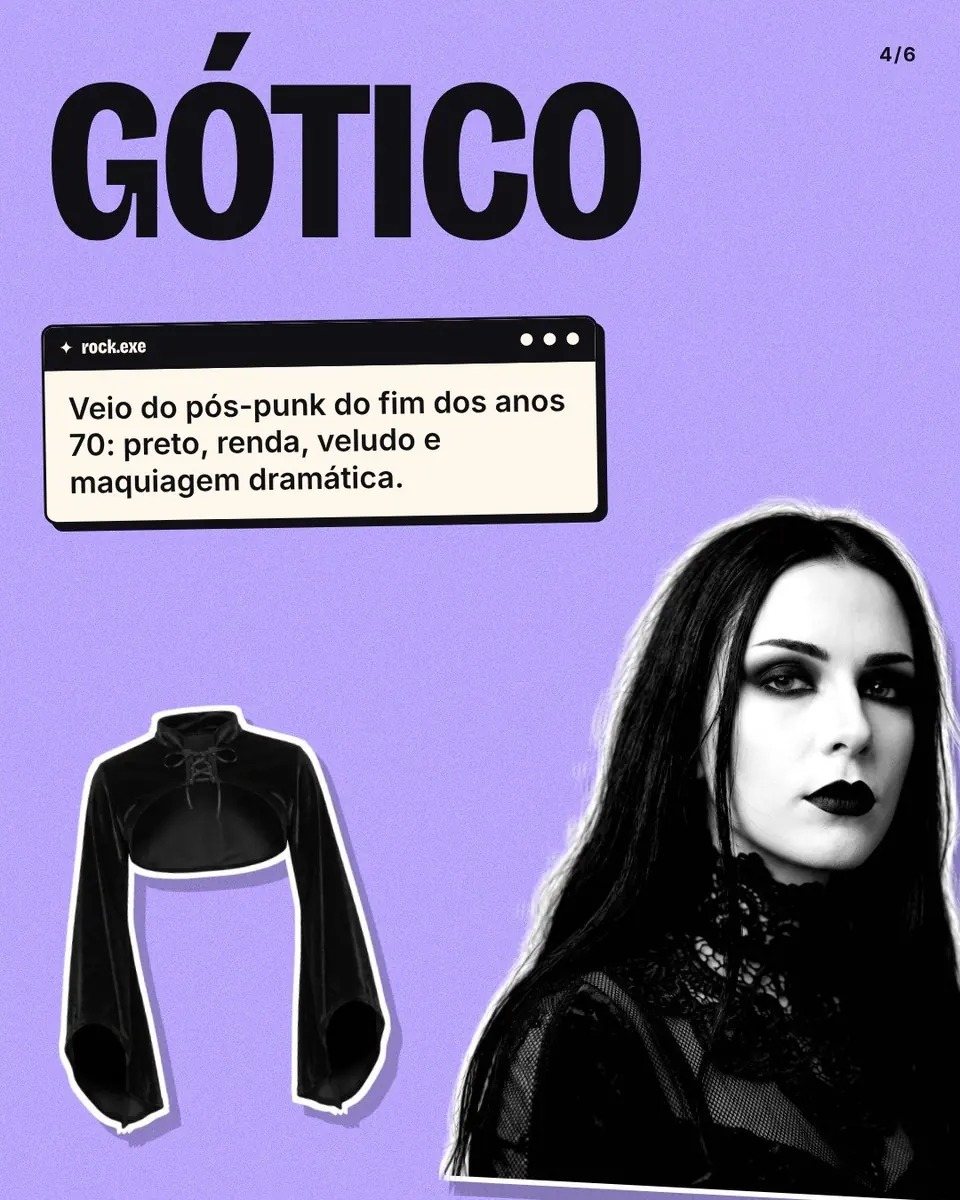 4/6
GÓTICO
✦ rock.exe
Veio do pós-punk do fim dos anos
70: preto, renda, veludo e
maquiagem dramática.